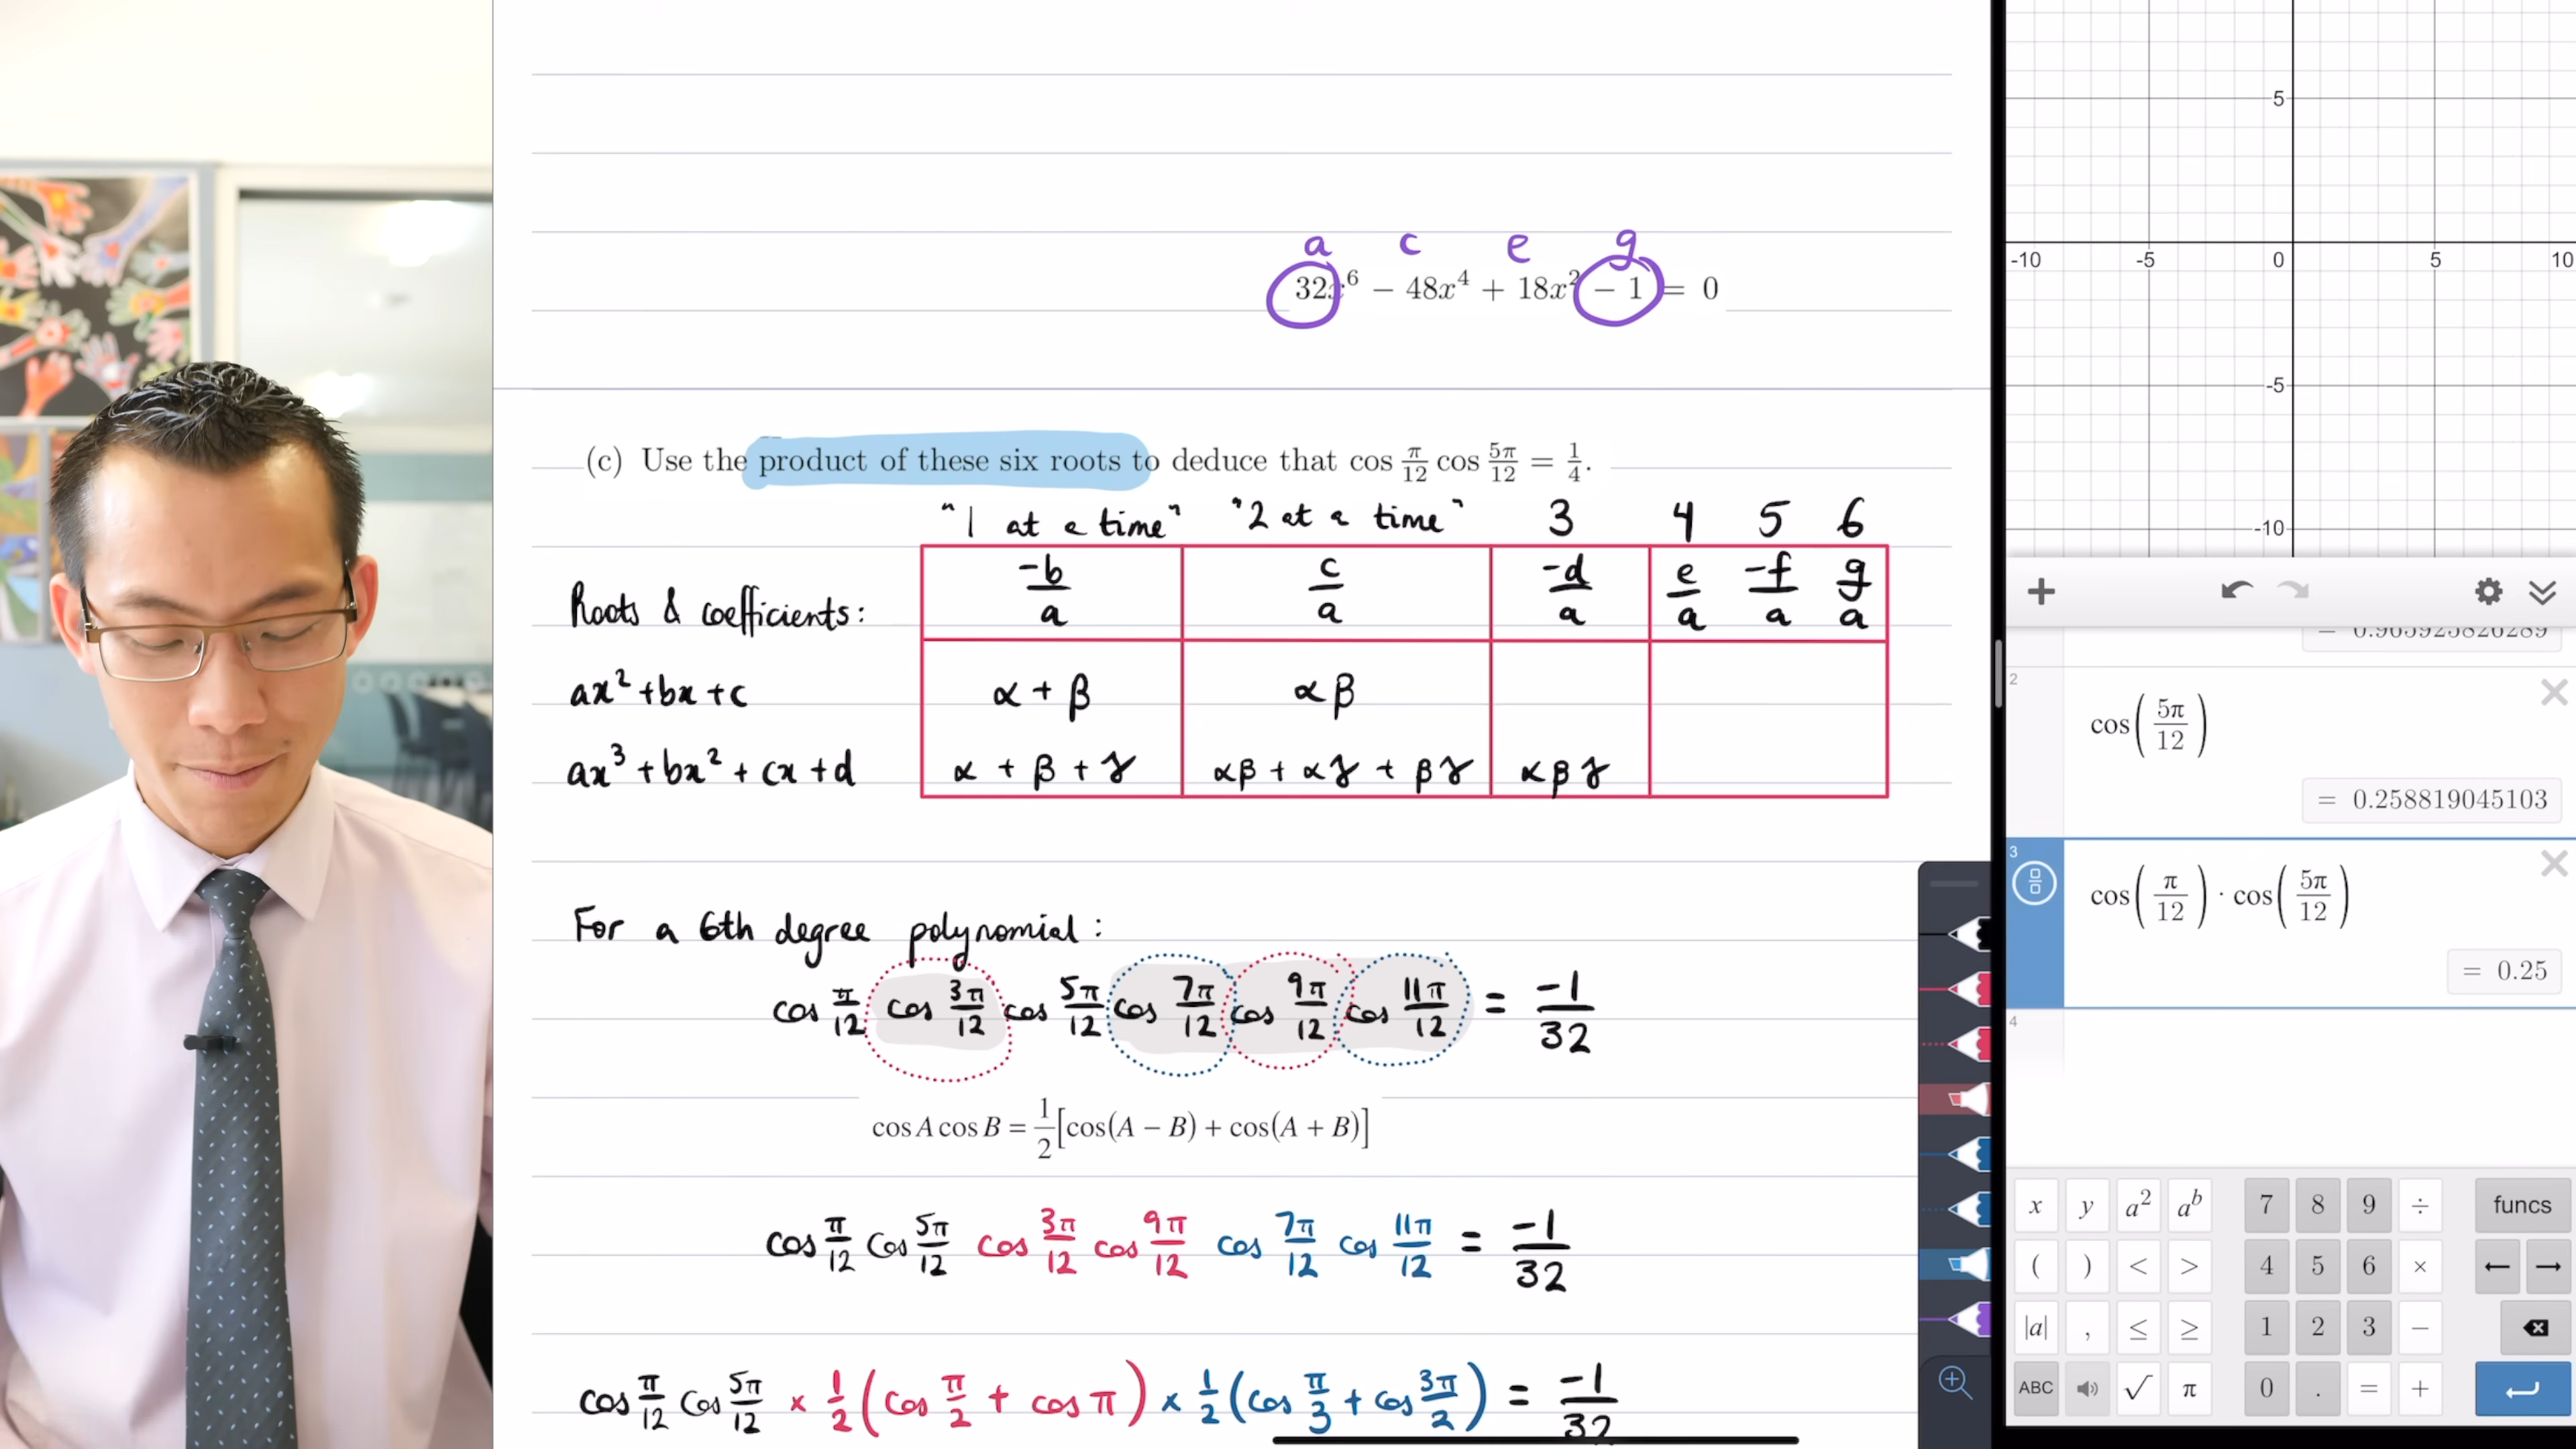 a c e g
32x⁶ − 48x⁴ + 18x² − 1 = 0
(c) Use the product of these six roots to deduce that cos π/12 cos 5π/12 = 1/4.
"1 at a time" "2 at a time" 3 4 5 6
Roots & coefficients: -b/a c/a -d/a e/a -f/a g/a
ax² + bx + c α + β αβ
ax³ + bx² + cx + d α + β + γ αβ + αγ + βγ αβγ
For a 6th degree polynomial:
cos π/12 cos 3π/12 cos 5π/12 cos 7π/12 cos 9π/12 cos 11π/12 = -1/32
cos A cos B = 1/2[cos(A − B) + cos(A + B)]
cos π/12 cos 5π/12 cos 3π/12 cos 9π/12 cos 7π/12 cos 11π/12 = -1/32
cos π/12 cos 5π/12 × 1/2(cos π/2 + cos π) × 1/2(cos π/3 + cos 3π/2) = -1/32
5
-10 -5 0 5 10
-5
-10
= 0.965925826289
2
cos(5π/12)
= 0.258819045103
3
cos(π/12) · cos(5π/12)
= 0.25
4
x y a² aᵇ 7 8 9 ÷ funcs
( ) < > 4 5 6 × ← →
|a| , ≤ ≥ 1 2 3 −
ABC √ π 0 . = +